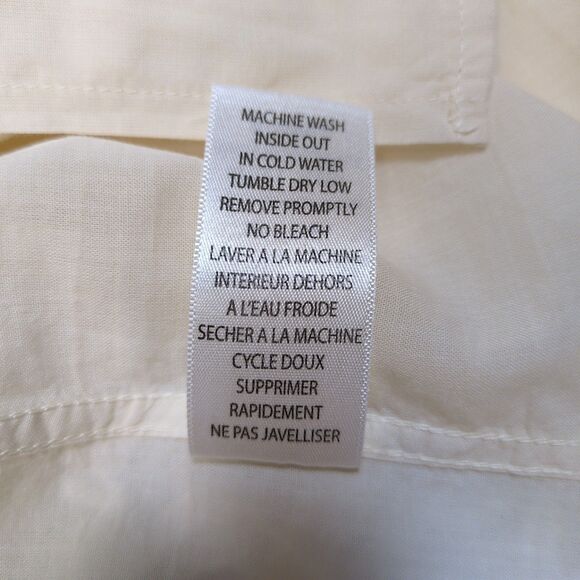 MACHINE WASH
INSIDE OUT
IN COLD WATER
TUMBLE DRY LOW
REMOVE PROMPTLY
NO BLEACH
LAVER A LA MACHINE
INTERIEUR DEHORS
A L'EAU FROIDE
SECHER A LA MACHINE
CYCLE DOUX
SUPPRIMER
RAPIDEMENT
NE PAS JAVELLISER